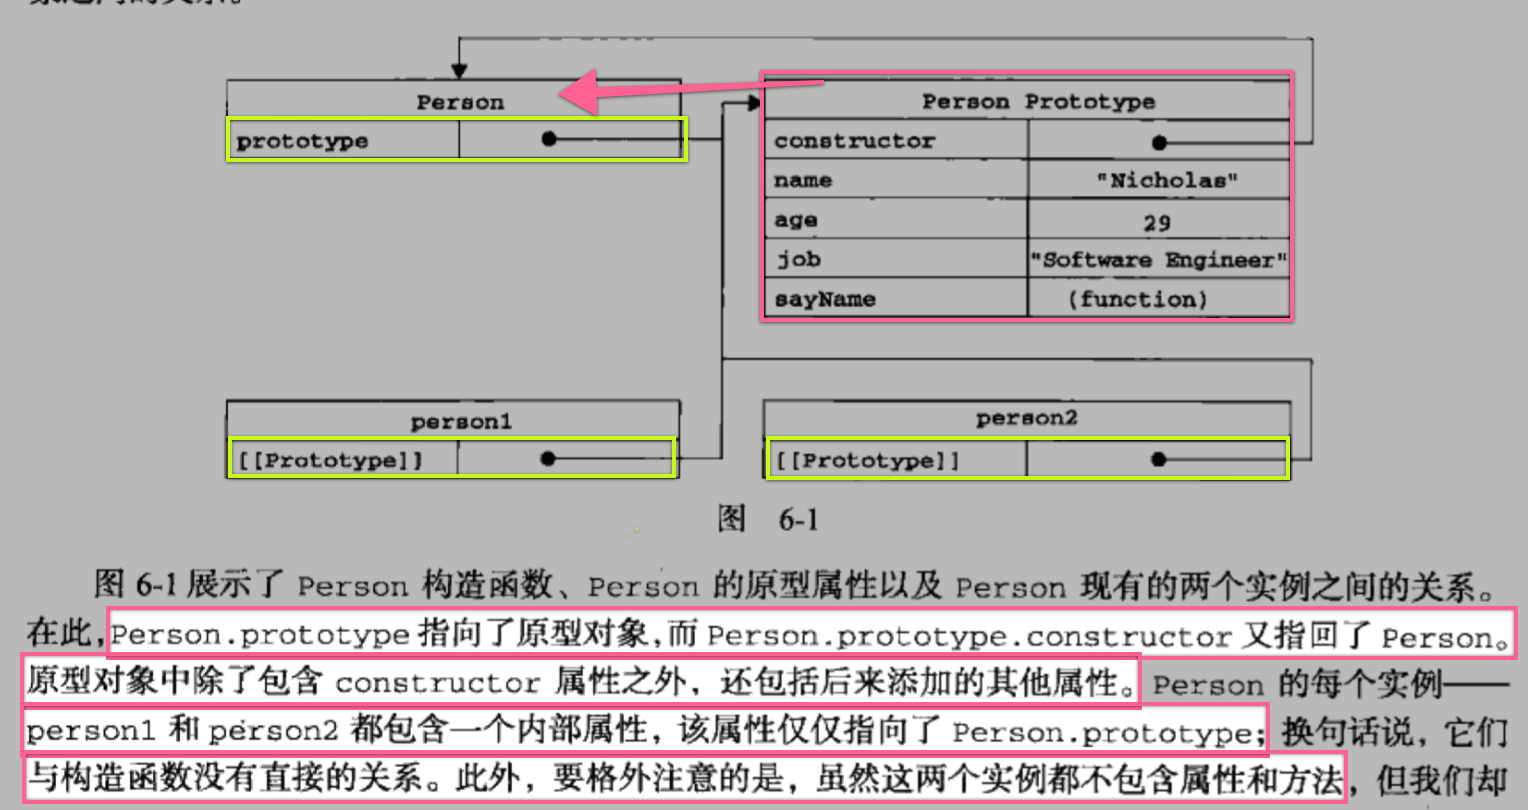 Person
prototype
Person Prototype
constructor
name "Nicholas"
age 29
job "Software Engineer"
sayName (function)
person1
[[Prototype]]
person2
[[Prototype]]
图 6-1
图 6-1 展示了 Person 构造函数、Person 的原型属性以及 Person 现有的两个实例之间的关系。
在此,Person.prototype 指向了原型对象,而 Person.prototype.constructor 又指回了 Person。
原型对象中除了包含 constructor 属性之外，还包括后来添加的其他属性。Person 的每个实例——
person1 和 person2 都包含一个内部属性，该属性仅仅指向了 Person.prototype；换句话说，它们
与构造函数没有直接的关系。此外，要格外注意的是，虽然这两个实例都不包含属性和方法，但我们却